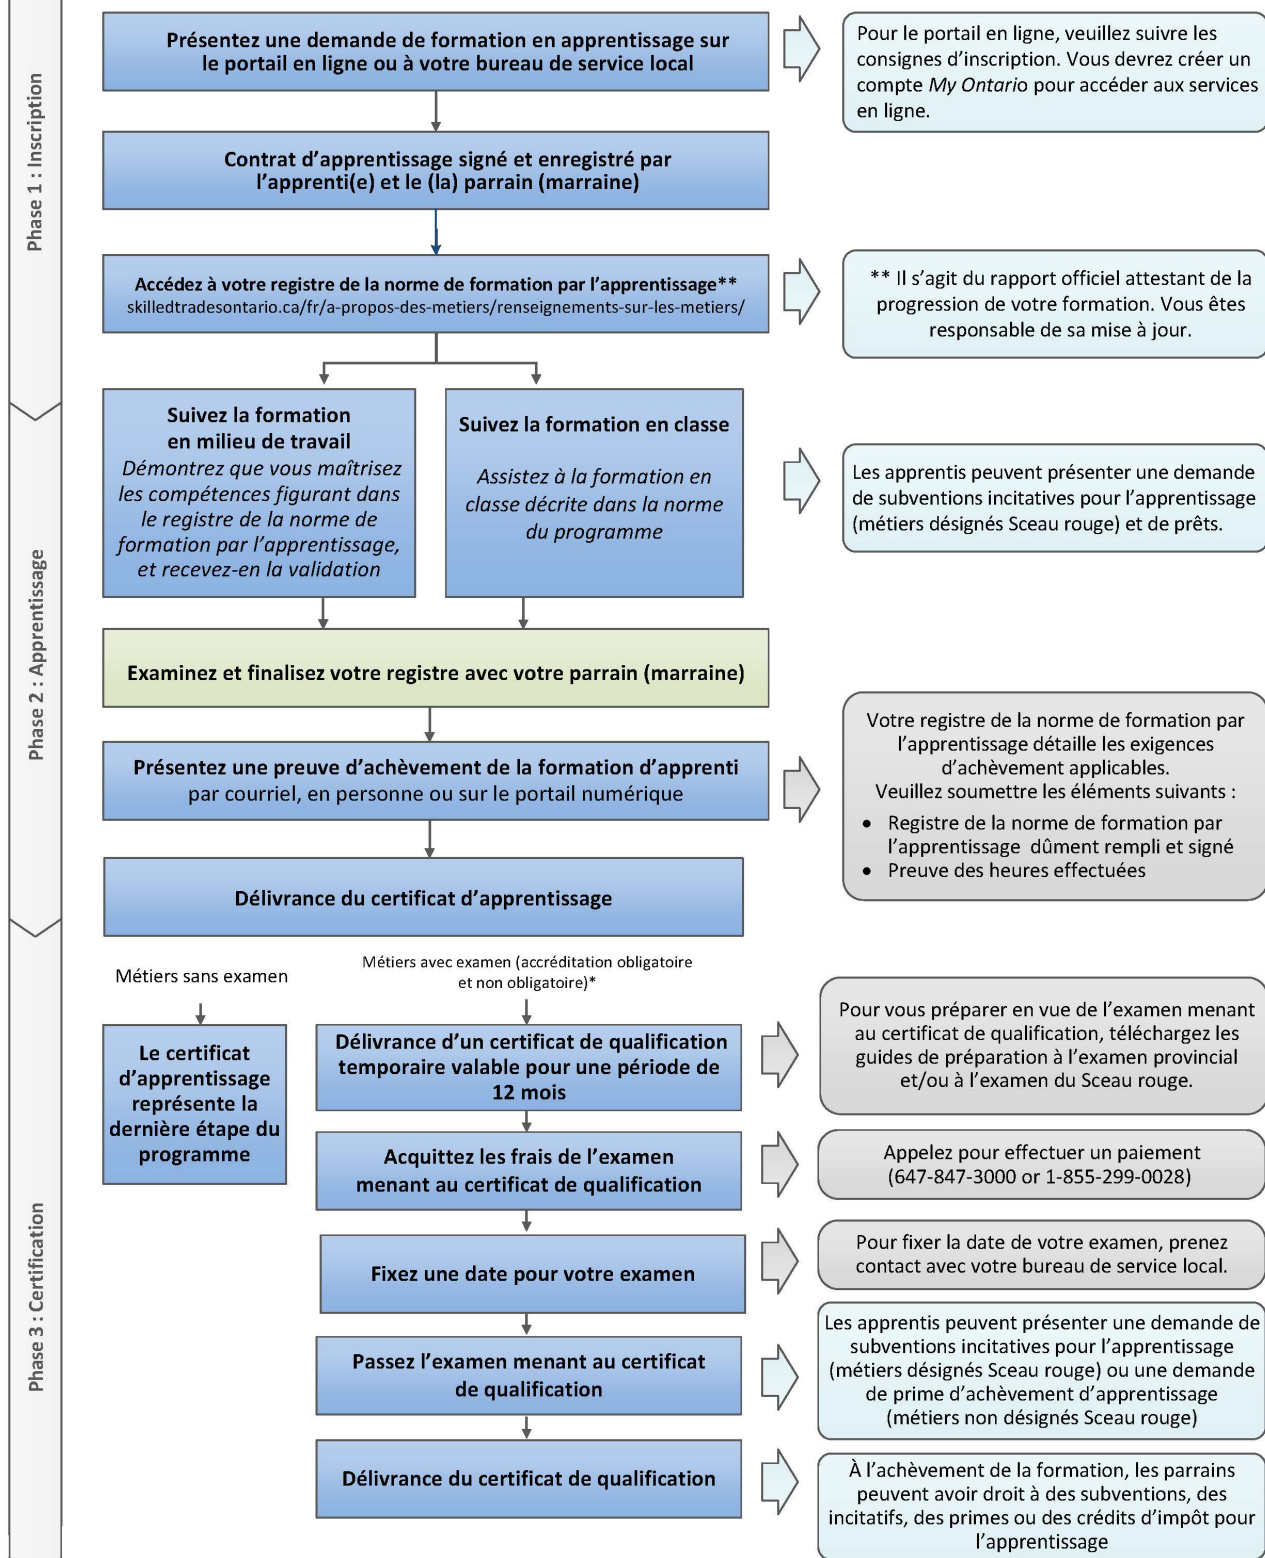 Phase 1 : Inscription
Présentez une demande de formation en apprentissage sur
le portail en ligne ou à votre bureau de service local
Pour le portail en ligne, veuillez suivre les
consignes d’inscription. Vous devrez créer un
compte My Ontario pour accéder aux services
en ligne.
Contrat d’apprentissage signé et enregistré par
l’apprenti(e) et le (la) parrain (marraine)
Accédez à votre registre de la norme de formation par l’apprentissage**
skilledtradesontario.ca/fr/a-propos-des-metiers/renseignements-sur-les-metiers/
** Il s’agit du rapport officiel attestant de la
progression de votre formation. Vous êtes
responsable de sa mise à jour.
Phase 2 : Apprentissage
Suivez la formation
en milieu de travail
Démontrez que vous maîtrisez
les compétences figurant dans
le registre de la norme de
formation par l’apprentissage,
et recevez-en la validation
Suivez la formation en classe
Assistez à la formation en
classe décrite dans la norme
du programme
Les apprentis peuvent présenter une demande
de subventions incitatives pour l’apprentissage
(métiers désignés Sceau rouge) et de prêts.
Examinez et finalisez votre registre avec votre parrain (marraine)
Présentez une preuve d’achèvement de la formation d’apprenti
par courriel, en personne ou sur le portail numérique
Votre registre de la norme de formation par
l’apprentissage détaille les exigences
d’achèvement applicables.
Veuillez soumettre les éléments suivants :
• Registre de la norme de formation par
l’apprentissage dûment rempli et signé
• Preuve des heures effectuées
Délivrance du certificat d’apprentissage
Phase 3 : Certification
Métiers sans examen
Le certificat
d’apprentissage
représente la
dernière étape du
programme
Métiers avec examen (accréditation obligatoire
et non obligatoire)*
Délivrance d’un certificat de qualification
temporaire valable pour une période de
12 mois
Pour vous préparer en vue de l’examen menant
au certificat de qualification, téléchargez les
guides de préparation à l’examen provincial
et/ou à l’examen du Sceau rouge.
Acquittez les frais de l’examen
menant au certificat de qualification
Appelez pour effectuer un paiement
(647-847-3000 or 1-855-299-0028)
Fixez une date pour votre examen
Pour fixer la date de votre examen, prenez
contact avec votre bureau de service local.
Passez l’examen menant au certificat
de qualification
Les apprentis peuvent présenter une demande de
subventions incitatives pour l’apprentissage
(métiers désignés Sceau rouge) ou une demande
de prime d’achèvement d’apprentissage
(métiers non désignés Sceau rouge)
Délivrance du certificat de qualification
À l’achèvement de la formation, les parrains
peuvent avoir droit à des subventions, des
incitatifs, des primes ou des crédits d’impôt pour
l’apprentissage